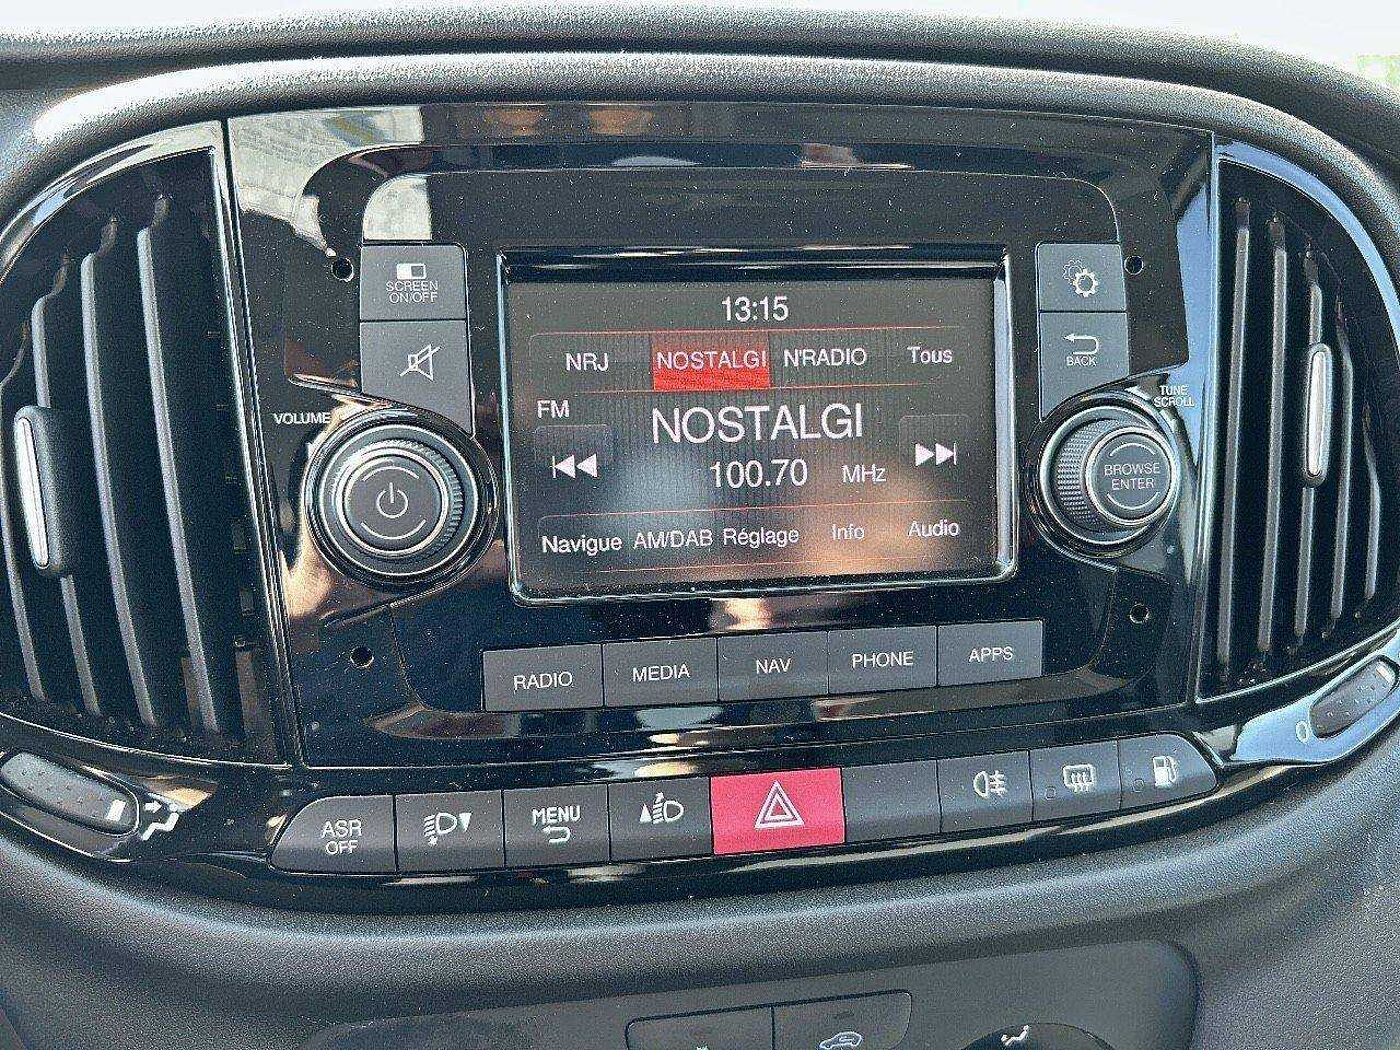 SCREEN
ON/OFF
VOLUME
13:15
NRJ NOSTALGI N'RADIO Tous
FM
NOSTALGI
100.70 MHz
Navigue AM/DAB Réglage Info Audio
BACK
TUNE
SCROLL
BROWSE
ENTER
RADIO MEDIA NAV PHONE APPS
ASR
OFF
MENU